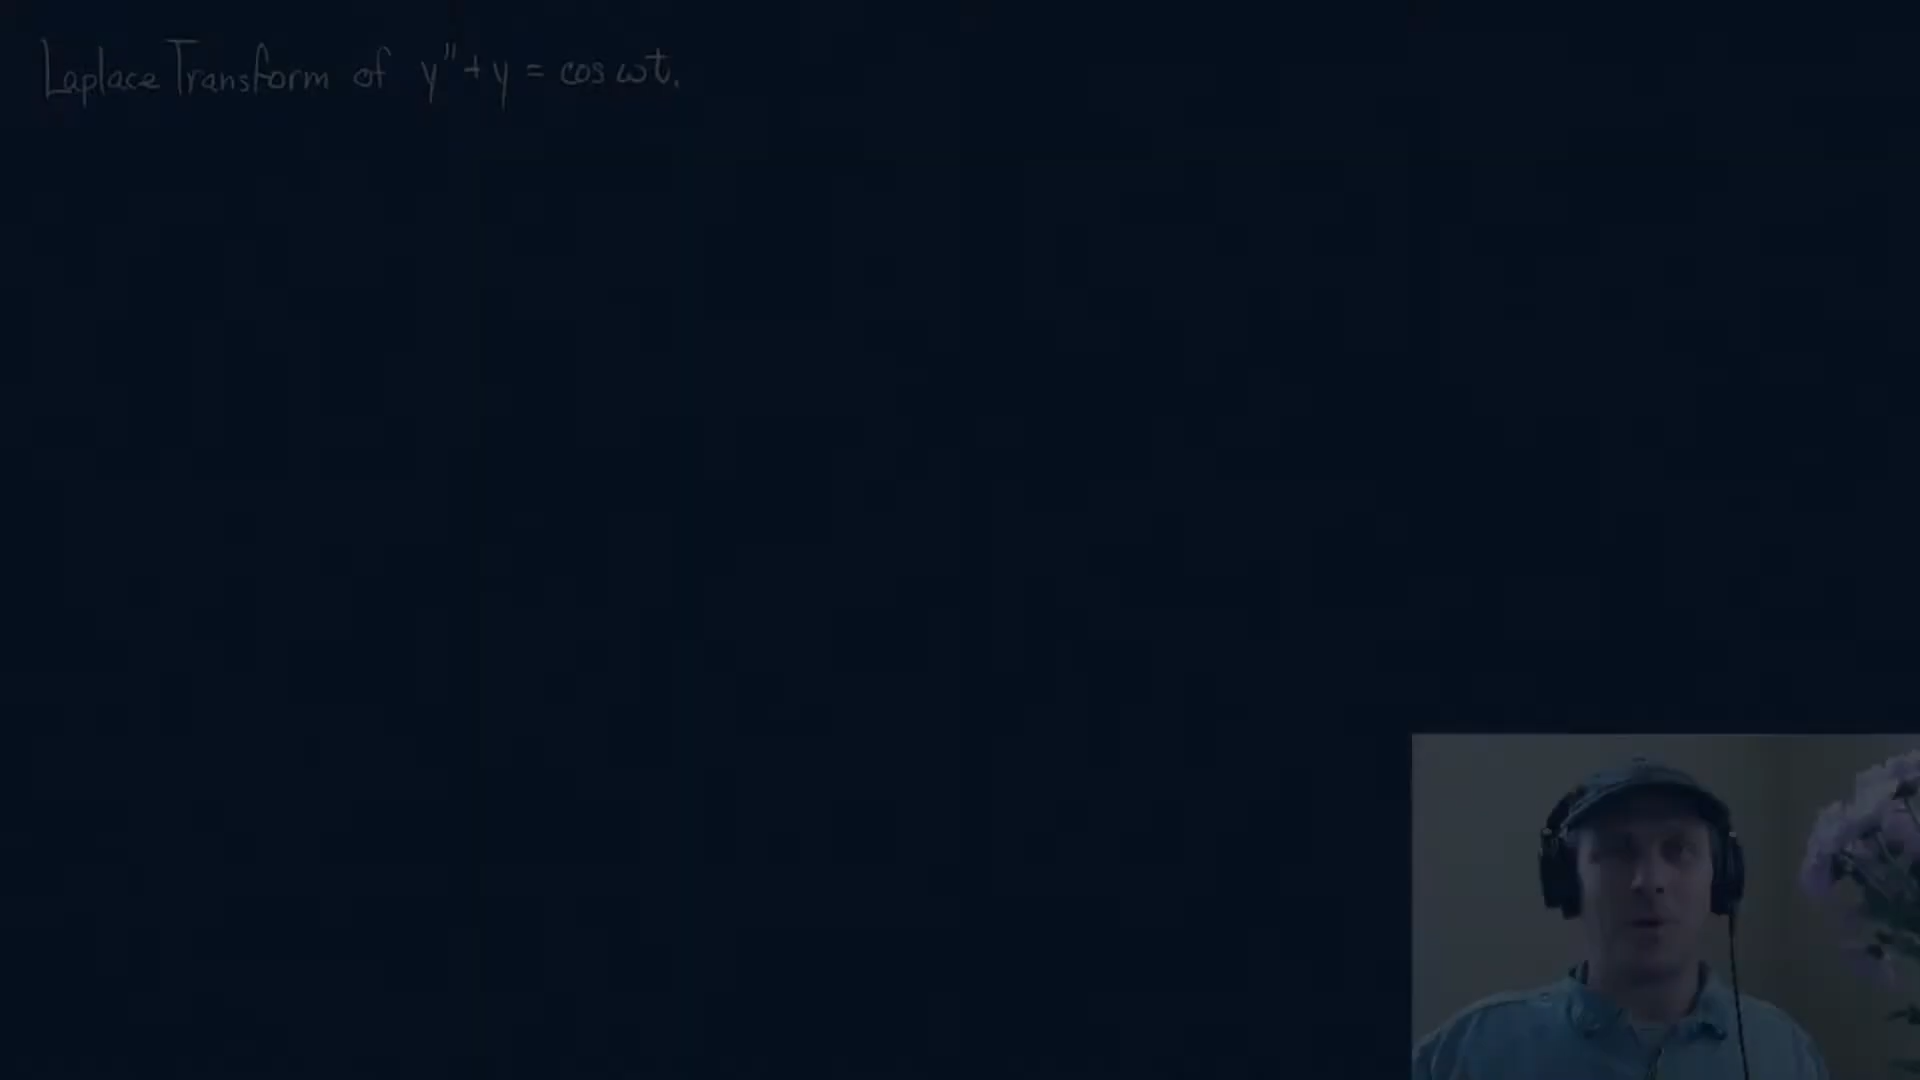 Laplace Transform of y" + y = cos ωt.